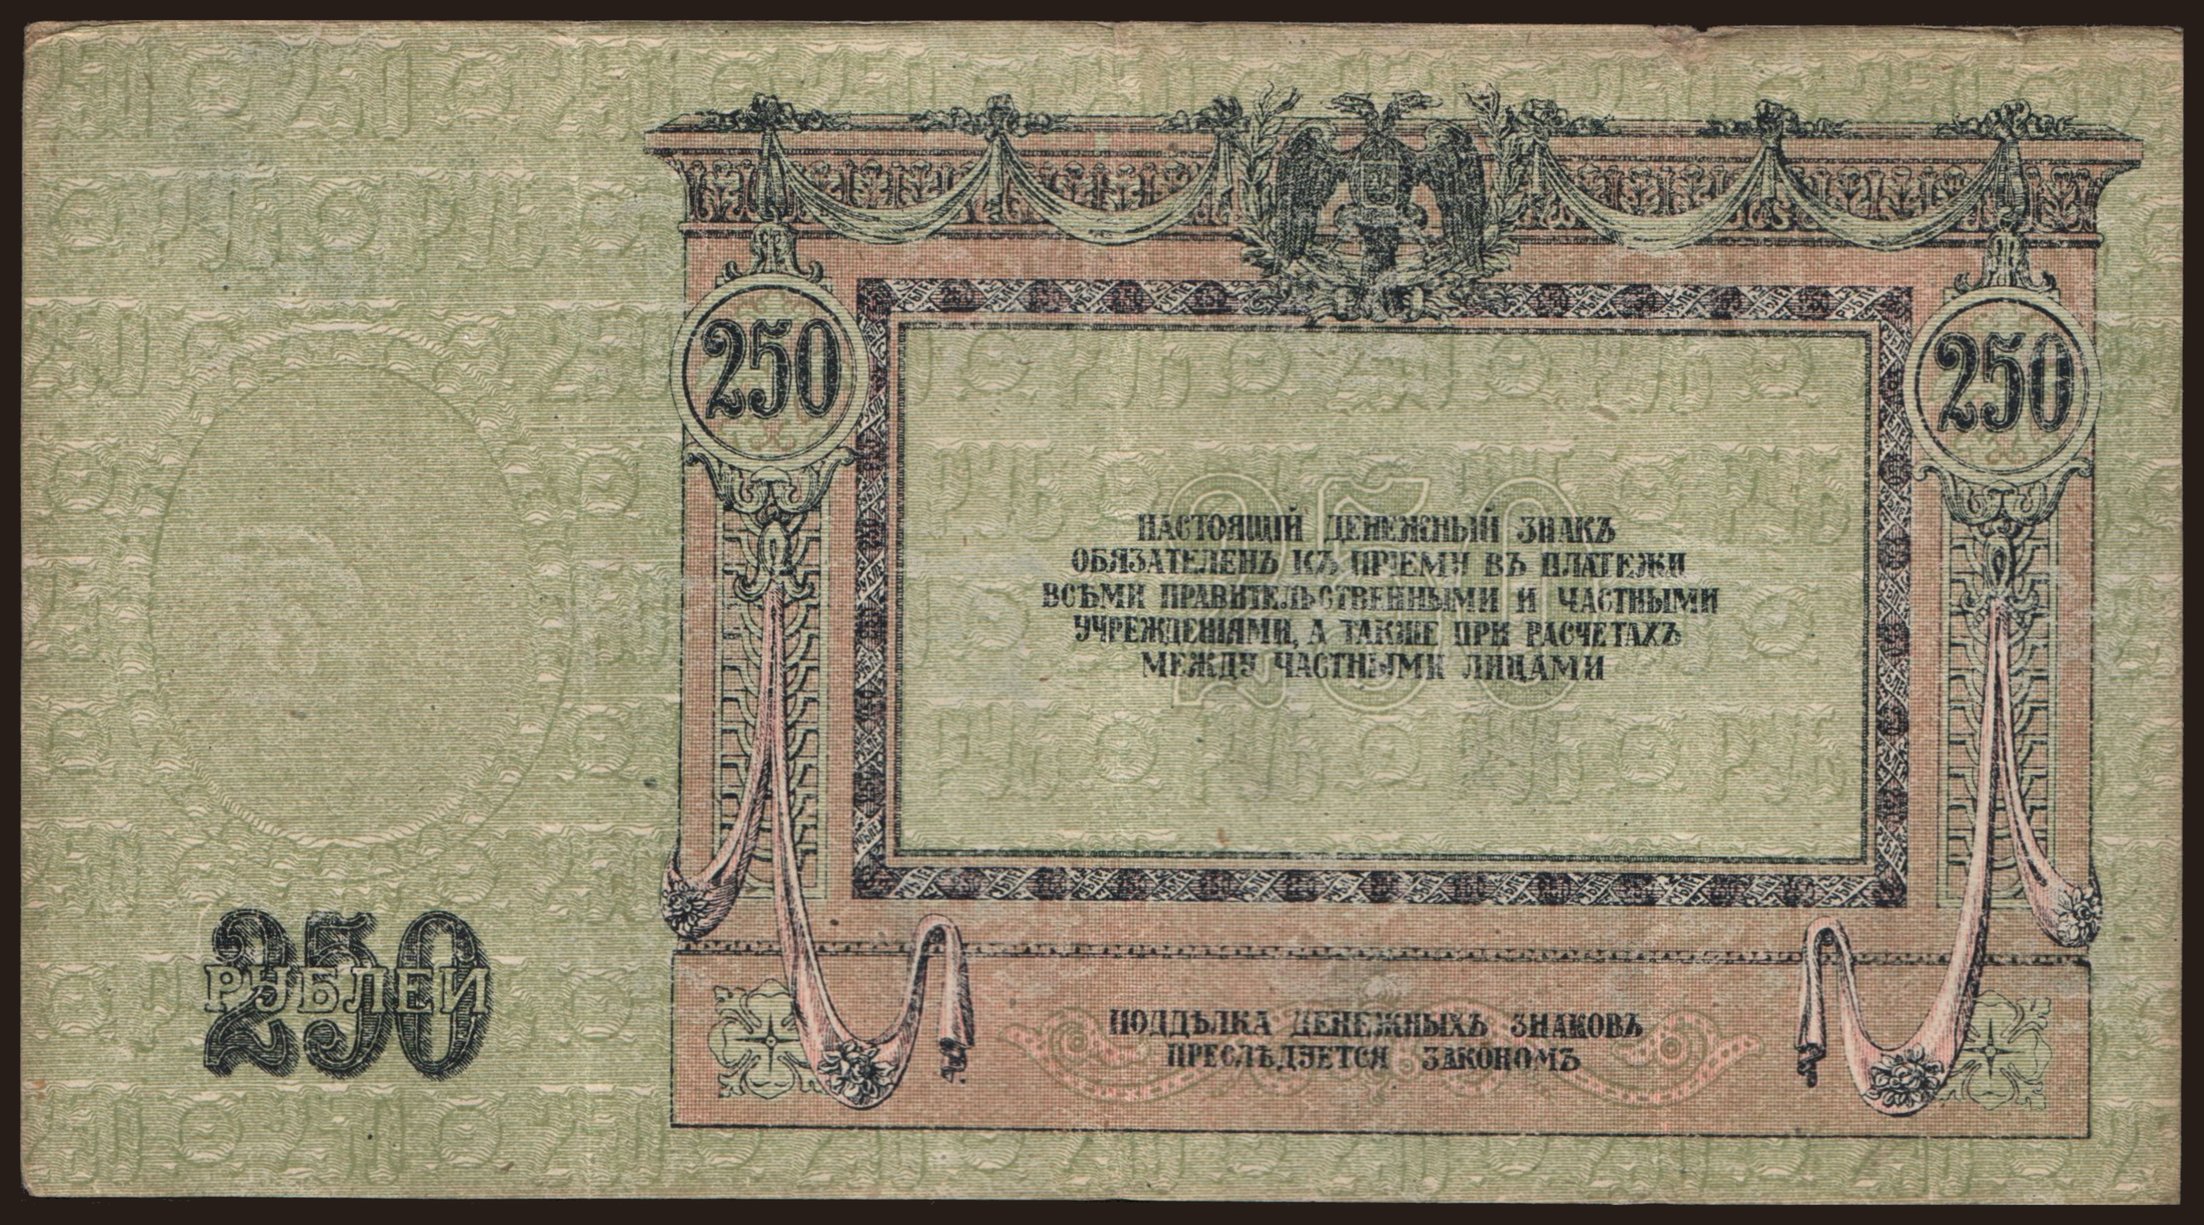 250
250
НАСТОЯЩІЙ ДЕНЕЖНЫЙ ЗНАКЪ
ОБЯЗАТЕЛЕНЪ КЪ ПРІЕМУ ВЪ ПЛАТЕЖИ
ВСѢМИ ПРАВИТЕЛЬСТВЕННЫМИ И ЧАСТНЫМИ
УЧРЕЖДЕНІЯМИ, А ТАКЖЕ ПРИ РАСЧЕТАХЪ
МЕЖДУ ЧАСТНЫМИ ЛИЦАМИ
250
250
РУБЛЕЙ
ПОДДѢЛКА ДЕНЕЖНЫХЪ ЗНАКОВЪ
ПРЕСЛѢДУЕТСЯ ЗАКОНОМЪ